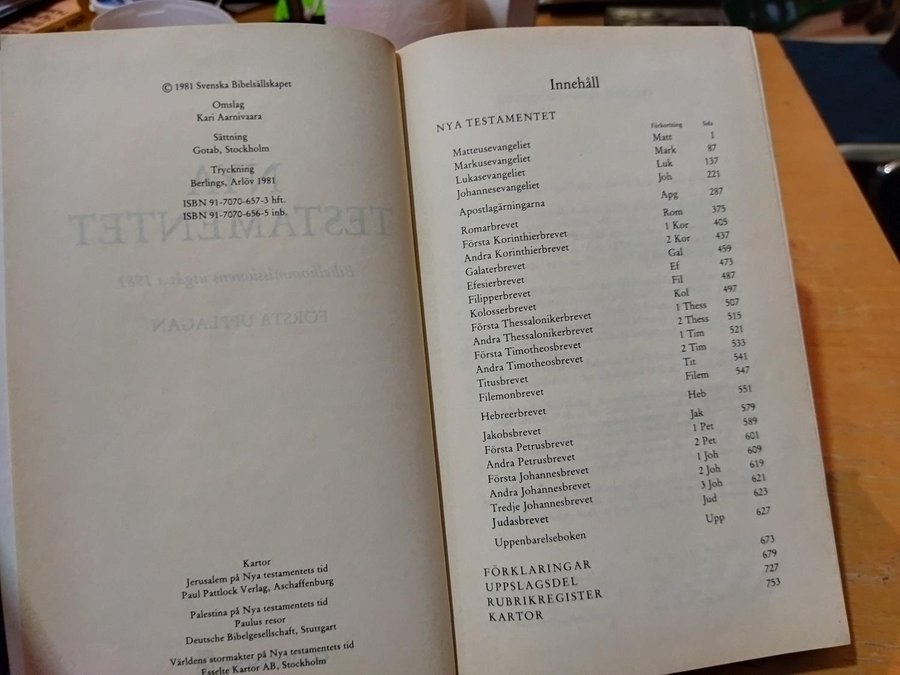 © 1981 Svenska Bibelsällskapet
Omslag
Kari Aarnivaara
Sättning
Gotab, Stockholm
Tryckning
Berlings, Arlöv 1981
ISBN 91-7070-657-3 hft.
ISBN 91-7070-656-5 inb.
NYA
TESTAMENTET
Bibelkommissionens utgåva 1981
FÖRSTA UPPLAGAN
Kartor
Jerusalem på Nya testamentets tid
Paul Pattlock Verlag, Aschaffenburg
Palestina på Nya testamentets tid
Paulus resor
Deutsche Bibelgesellschaft, Stuttgart
Världens stormakter på Nya testamentets tid
Esselte Kartor AB, Stockholm
Innehåll
NYA TESTAMENTET Förkortning Sida
Matteusevangeliet Matt 1
Markusevangeliet Mark 87
Lukasevangeliet Luk 137
Johannesevangeliet Joh 221
Apostlagärningarna Apg 287
Romarbrevet Rom 375
Första Korinthierbrevet 1 Kor 405
Andra Korinthierbrevet 2 Kor 437
Galaterbrevet Gal 459
Efesierbrevet Ef 473
Filipperbrevet Fil 487
Kolosserbrevet Kol 497
Första Thessalonikerbrevet 1 Thess 507
Andra Thessalonikerbrevet 2 Thess 515
Första Timotheosbrevet 1 Tim 521
Andra Timotheosbrevet 2 Tim 533
Titusbrevet Tit 541
Filemonbrevet Filem 547
Hebreerbrevet Heb 551
Jakobsbrevet Jak 579
Första Petrusbrevet 1 Pet 589
Andra Petrusbrevet 2 Pet 601
Första Johannesbrevet 1 Joh 609
Andra Johannesbrevet 2 Joh 619
Tredje Johannesbrevet 3 Joh 621
Judasbrevet Jud 623
Uppenbarelseboken Upp 627
FÖRKLARINGAR 673
UPPSLAGSDEL 679
RUBRIKREGISTER 727
KARTOR 753